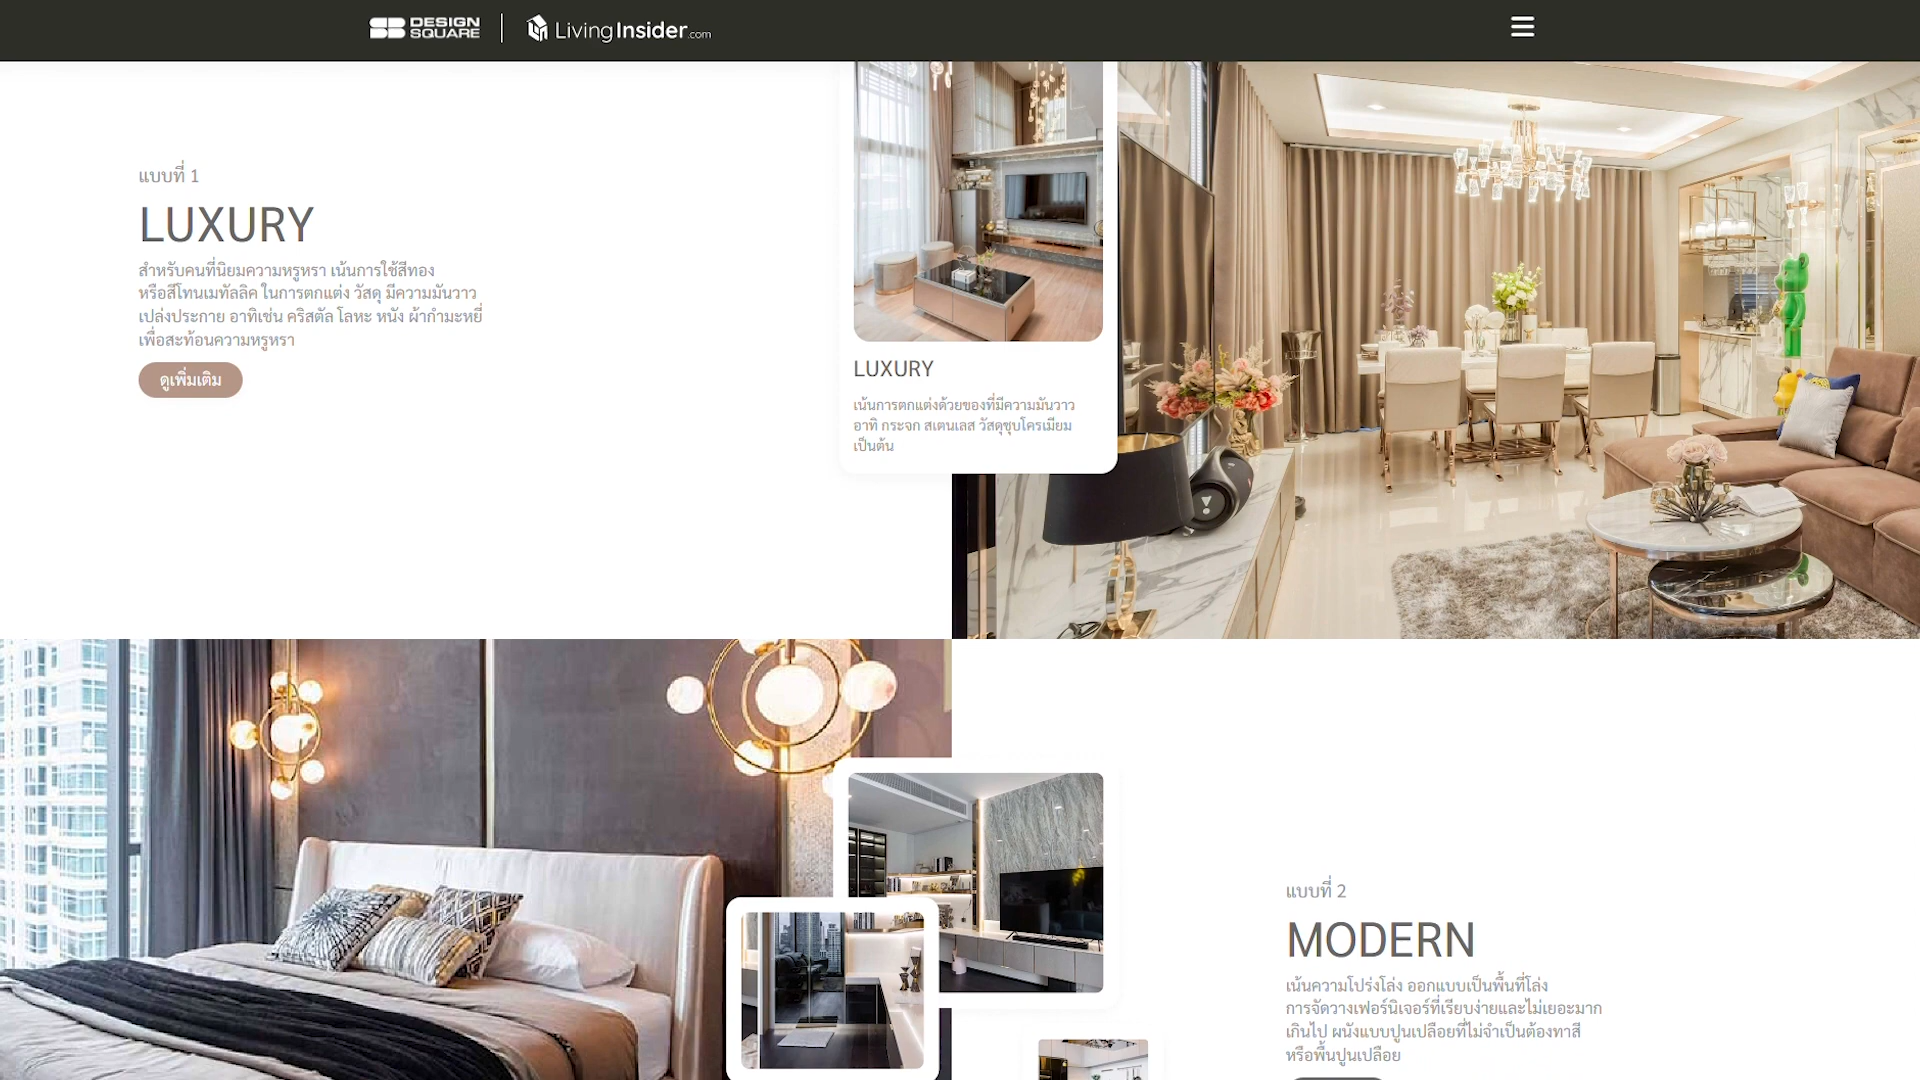 SB DESIGN SQUARE
LivingInsider.com
แบบที่ 1
LUXURY
สำหรับคนที่นิยมความหรูหรา เน้นการใช้สีทอง
หรือสีโทนเมทัลลิค ในการตกแต่ง วัสดุ มีความมันวาว
เปล่งประกาย อาทิเช่น คริสตัล โลหะ หนัง ผ้ากำมะหยี่
เพื่อสะท้อนความหรูหรา
ดูเพิ่มเติม
LUXURY
เน้นการตกแต่งด้วยของที่มีความมันวาว
อาทิ กระจก สเตนเลส วัสดุชุบโครเมียม
เป็นต้น
แบบที่ 2
MODERN
เน้นความโปร่งโล่ง ออกแบบเป็นพื้นที่โล่ง
การจัดวางเฟอร์นิเจอร์ที่เรียบง่ายและไม่เยอะมาก
เกินไป ผนังแบบปูนเปลือยที่ไม่จำเป็นต้องทาสี
หรือพื้นปูนเปลือย